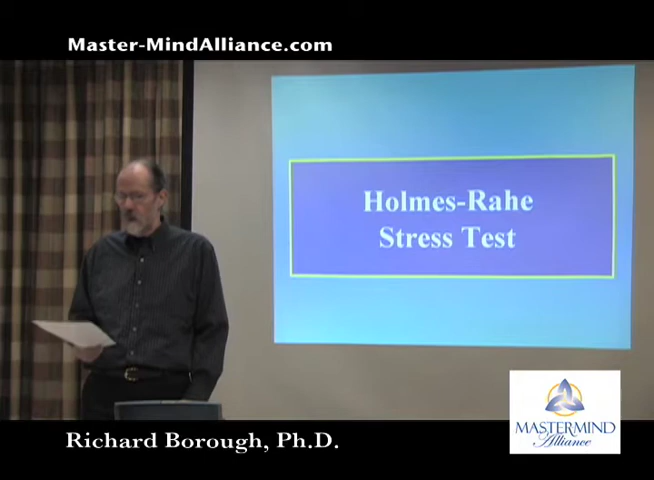 Master-MindAlliance.com
Holmes-Rahe
Stress Test
Richard Borough, Ph.D.
MASTERMIND
Alliance